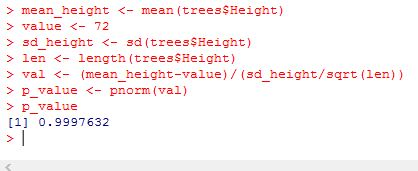 > mean_height <- mean(trees$Height)
> value <- 72
> sd_height <- sd(trees$Height)
> len <- length(trees$Height)
> val <- (mean_height-value)/(sd_height/sqrt(len))
> p_value <- pnorm(val)
> p_value
[1] 0.9997632
>